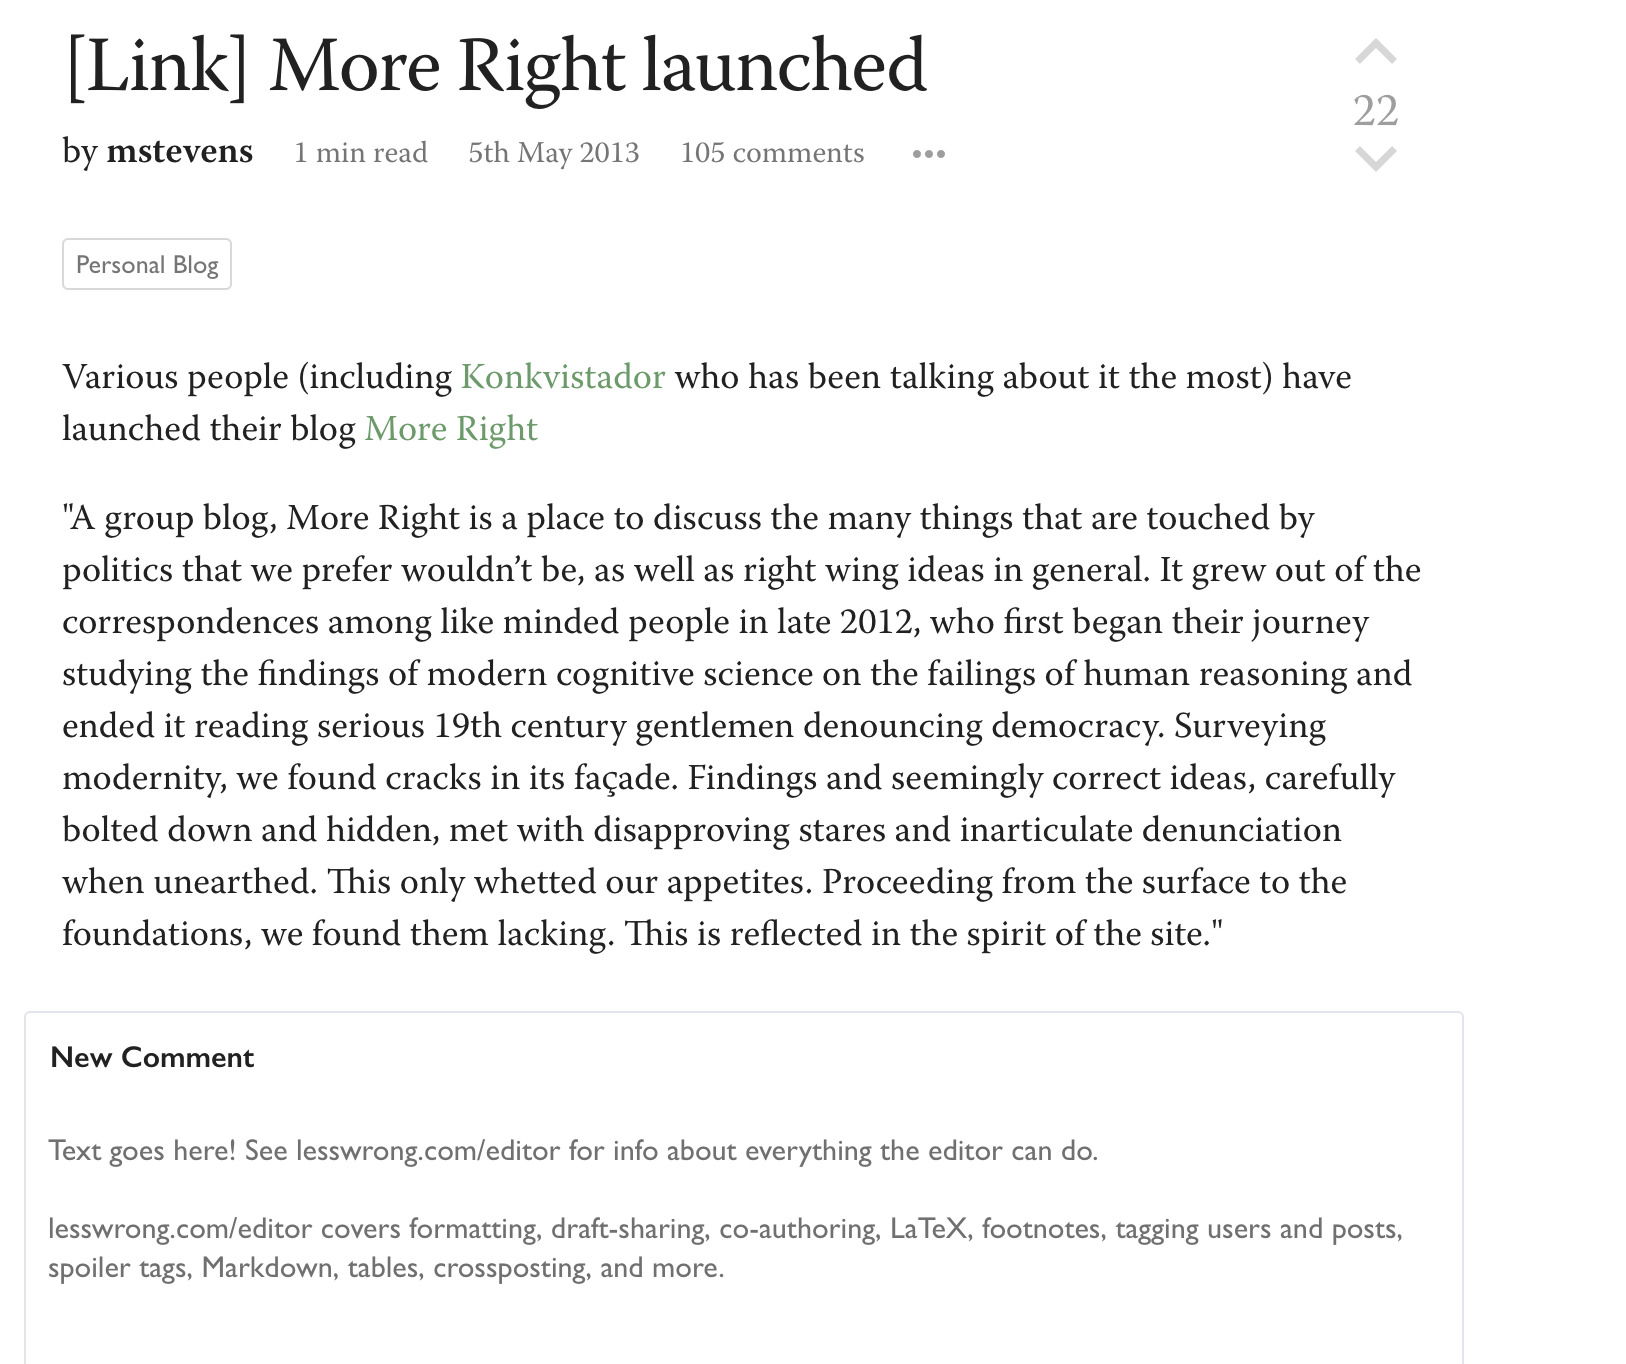 [Link] More Right launched
22
by mstevens 1 min read 5th May 2013 105 comments •••
Personal Blog
Various people (including Konkvistador who has been talking about it the most) have
launched their blog More Right
"A group blog, More Right is a place to discuss the many things that are touched by
politics that we prefer wouldn’t be, as well as right wing ideas in general. It grew out of the
correspondences among like minded people in late 2012, who first began their journey
studying the findings of modern cognitive science on the failings of human reasoning and
ended it reading serious 19th century gentlemen denouncing democracy. Surveying
modernity, we found cracks in its façade. Findings and seemingly correct ideas, carefully
bolted down and hidden, met with disapproving stares and inarticulate denunciation
when unearthed. This only whetted our appetites. Proceeding from the surface to the
foundations, we found them lacking. This is reflected in the spirit of the site."
New Comment
Text goes here! See lesswrong.com/editor for info about everything the editor can do.
lesswrong.com/editor covers formatting, draft-sharing, co-authoring, LaTeX, footnotes, tagging users and posts,
spoiler tags, Markdown, tables, crossposting, and more.